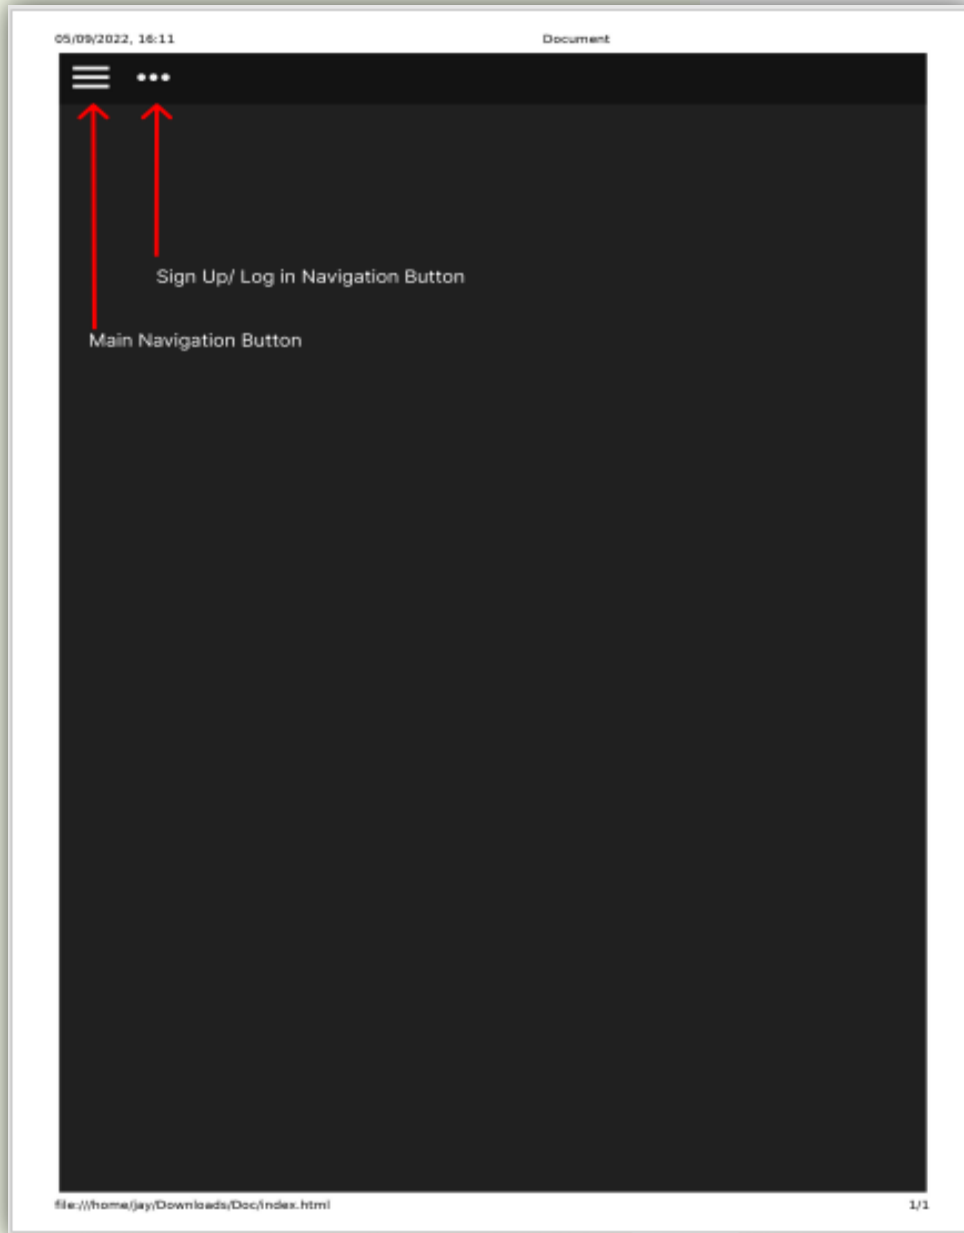 05/09/2022, 16:11 Document
Sign Up/ Log in Navigation Button
Main Navigation Button
file:///home/jay/Downloads/Doc/index.html 1/1